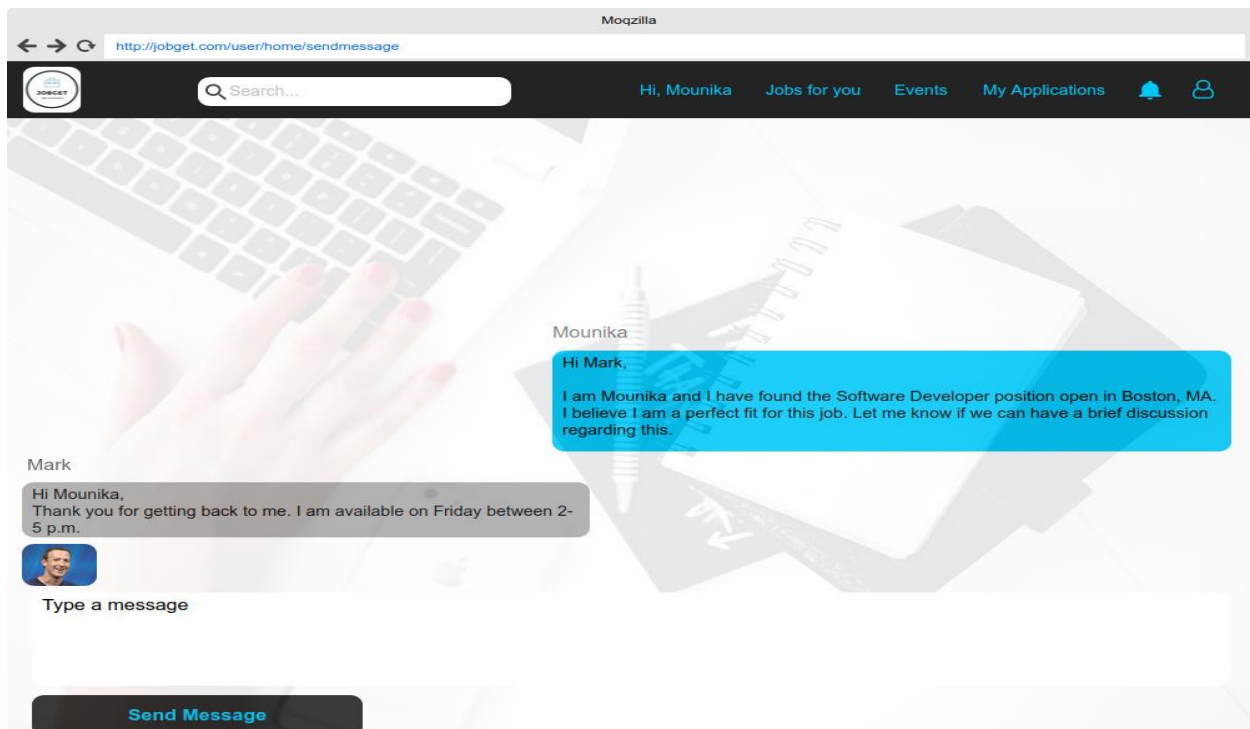 Moqzilla
http://jobget.com/user/home/sendmessage
JOBGET
Search...
Hi, Mounika
Jobs for you
Events
My Applications
Mounika
Hi Mark,
I am Mounika and I have found the Software Developer position open in Boston, MA.
I believe I am a perfect fit for this job. Let me know if we can have a brief discussion
regarding this.
Mark
Hi Mounika,
Thank you for getting back to me. I am available on Friday between 2-
5 p.m.
Type a message
Send Message